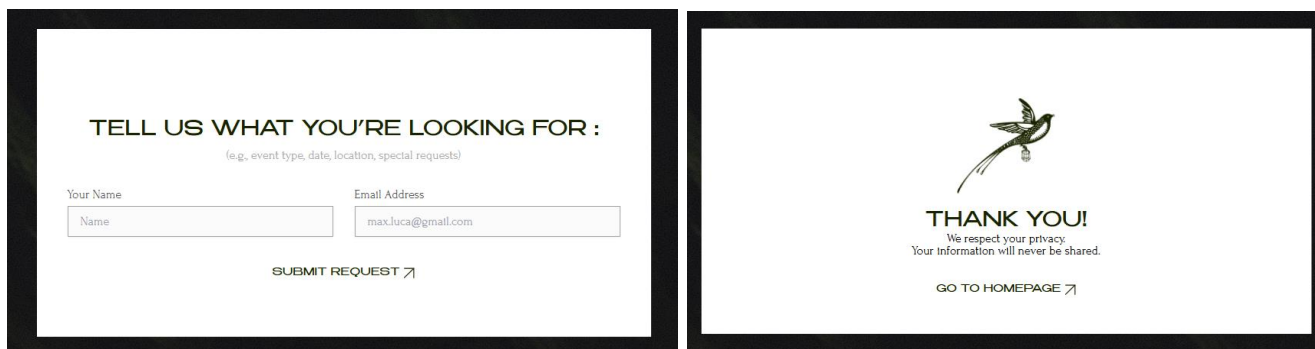 TELL US WHAT YOU'RE LOOKING FOR :
(e.g., event type, date, location, special requests)
Your Name
Email Address
Name
max.luca@gmail.com
SUBMIT REQUEST
THANK YOU!
We respect your privacy.
Your information will never be shared.
GO TO HOMEPAGE